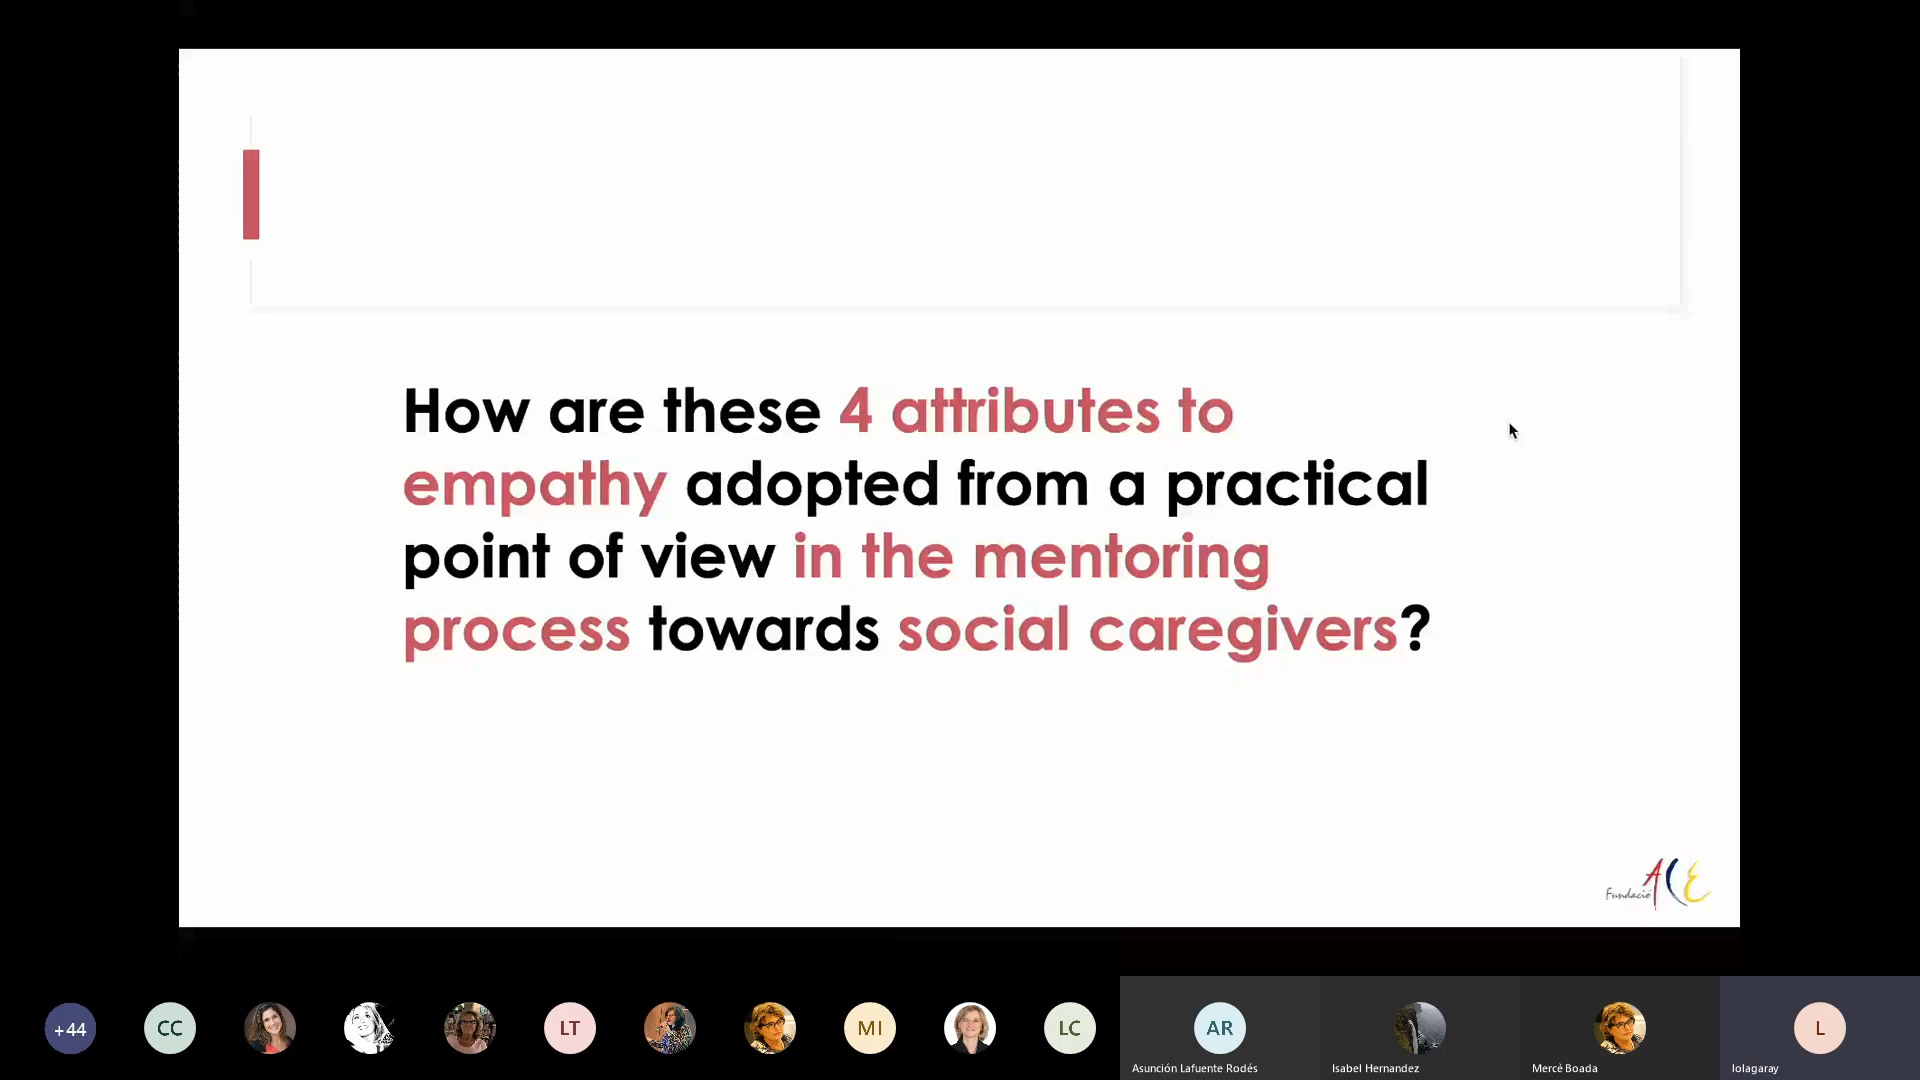 How are these 4 attributes to
empathy adopted from a practical
point of view in the mentoring
process towards social caregivers?
Fundació ACE
+44
CC
LT
MI
LC
AR
L
Asunción Lafuente Rodés
Isabel Hernandez
Mercè Boada
lolagaray